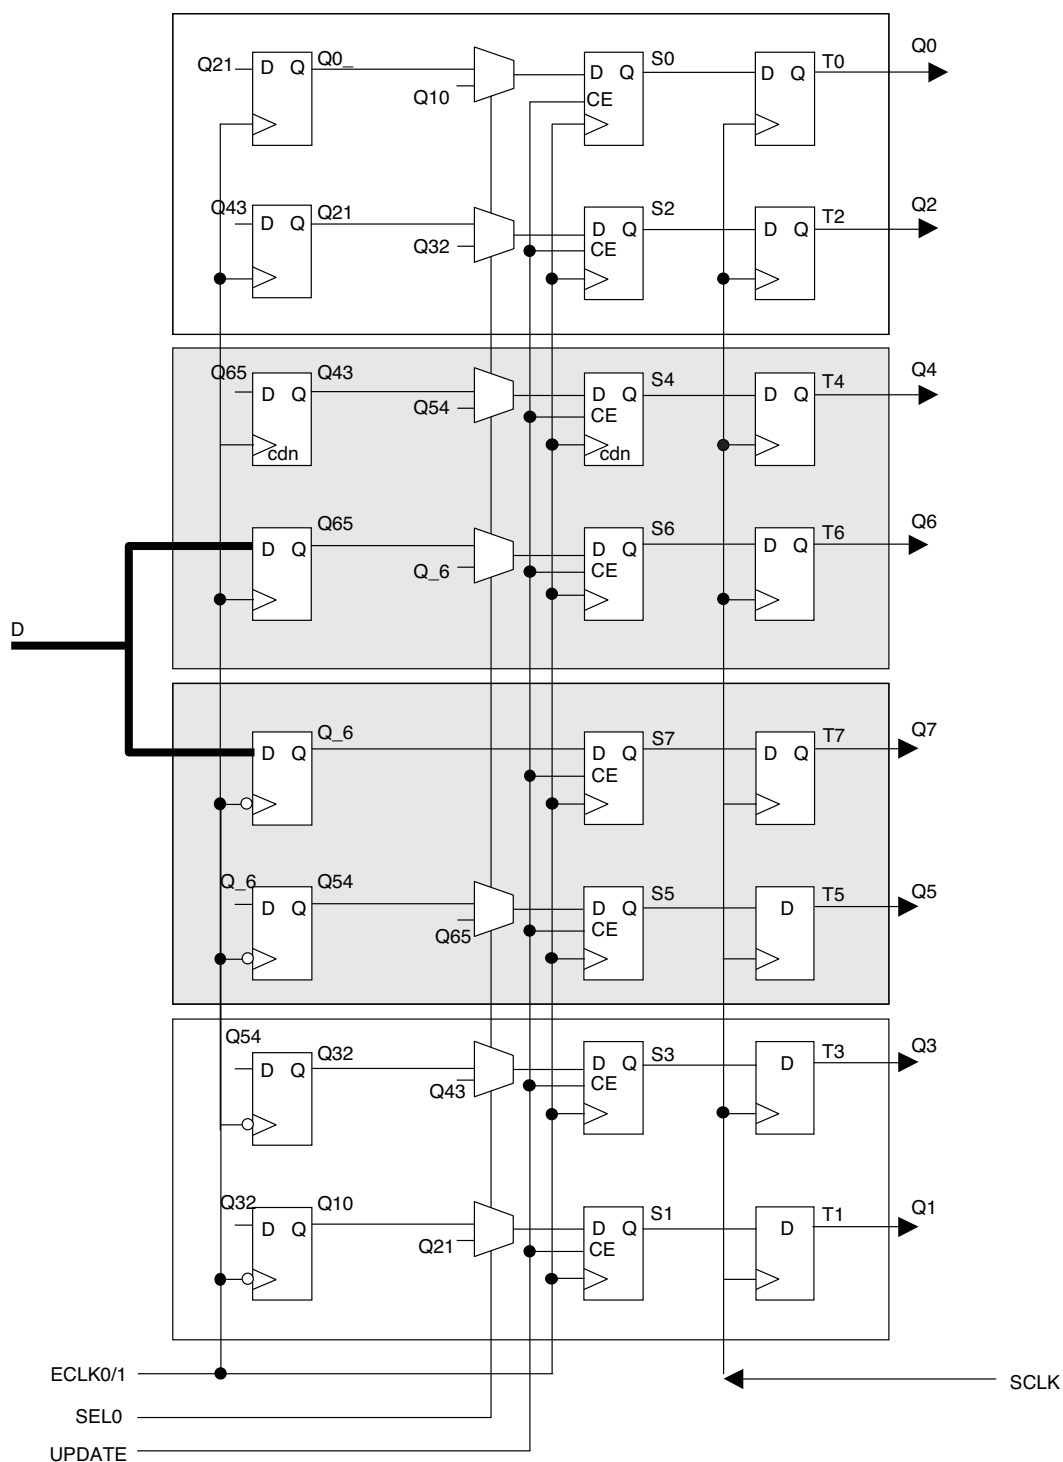 Q0
Q21 D Q Q0_ D Q S0 D Q T0
Q10 CE
Q2
Q43 D Q Q21 D Q S2 D Q T2
Q32 CE
Q4
Q65 D Q Q43 D Q S4 D Q T4
Q54 CE
cdn cdn
Q6
D Q Q65 D Q S6 D Q T6
Q_6 CE
D
Q7
D Q Q_6 D Q S7 D Q T7
CE
Q5
Q_6 D Q Q54 D Q S5 D T5
Q65 CE
Q3
Q54 D Q Q32 D Q S3 D T3
Q43 CE
Q1
Q32 D Q Q10 D Q S1 D T1
Q21 CE
ECLK0/1
SCLK
SEL0
UPDATE